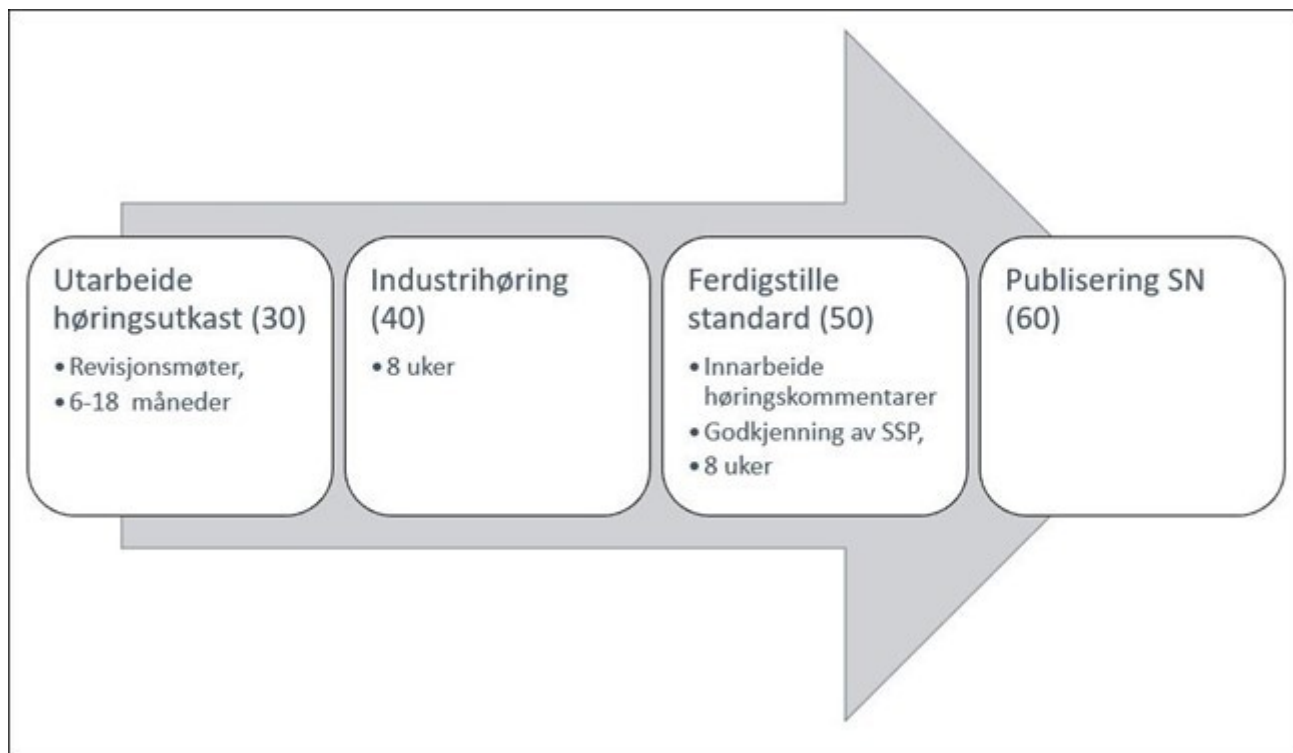 Utarbeide
høringsutkast (30)
• Revisjonsmøter,
• 6-18 måneder
Industrihøring
(40)
• 8 uker
Ferdigstille
standard (50)
• Innarbeide
høringskommentarer
• Godkjenning av SSP,
• 8 uker
Publisering SN
(60)